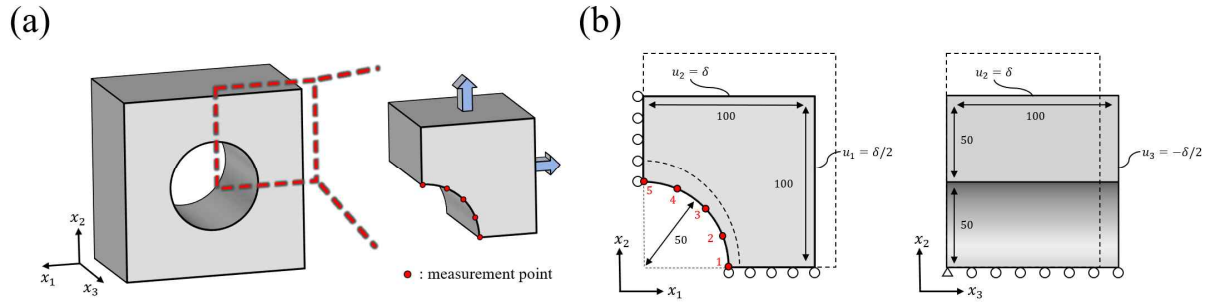 (a)
x₂
x₁
x₃
: measurement point
(b)
u₂ = δ
100
u₁ = δ/2
100
5
4
3
50
2
1
x₂
x₁
u₂ = δ
100
50
u₃ = −δ/2
50
x₂
x₃